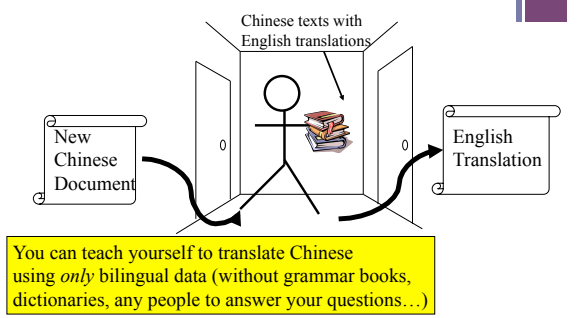 Chinese texts with
English translations
New
Chinese
Document
English
Translation
You can teach yourself to translate Chinese
using only bilingual data (without grammar books,
dictionaries, any people to answer your questions…)